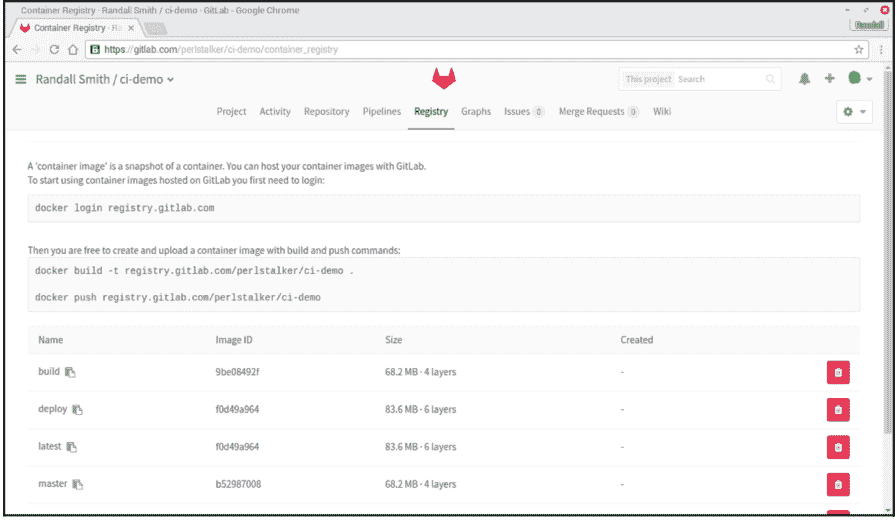 Container Registry · Randall Smith / ci-demo · GitLab - Google Chrome
Container Registry · Ra
Randall
https://gitlab.com/perlstalker/ci-demo/container_registry
Randall Smith / ci-demo
This project Search
Project Activity Repository Pipelines Registry Graphs Issues 0 Merge Requests 0 Wiki
A 'container image' is a snapshot of a container. You can host your container images with GitLab.
To start using container images hosted on GitLab you first need to login:
docker login registry.gitlab.com
Then you are free to create and upload a container image with build and push commands:
docker build -t registry.gitlab.com/perlstalker/ci-demo .
docker push registry.gitlab.com/perlstalker/ci-demo
Name Image ID Size Created
build 9be08492f 68.2 MB · 4 layers -
deploy f0d49a964 83.6 MB · 6 layers -
latest f0d49a964 83.6 MB · 6 layers -
master b52987008 68.2 MB · 4 layers -